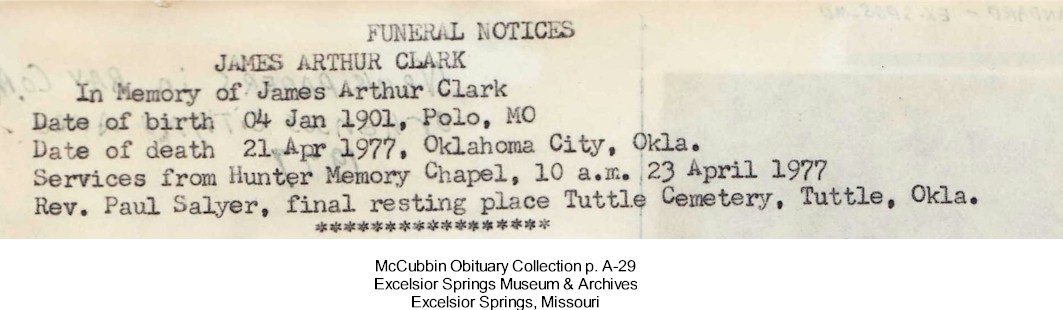 FUNERAL NOTICES
JAMES ARTHUR CLARK
In Memory of James Arthur Clark
Date of birth 04 Jan 1901, Polo, MO
Date of death 21 Apr 1977, Oklahoma City, Okla.
Services from Hunter Memory Chapel, 10 a.m. 23 April 1977
Rev. Paul Salyer, final resting place Tuttle Cemetery, Tuttle, Okla.
*****************
McCubbin Obituary Collection p. A-29
Excelsior Springs Museum & Archives
Excelsior Springs, Missouri